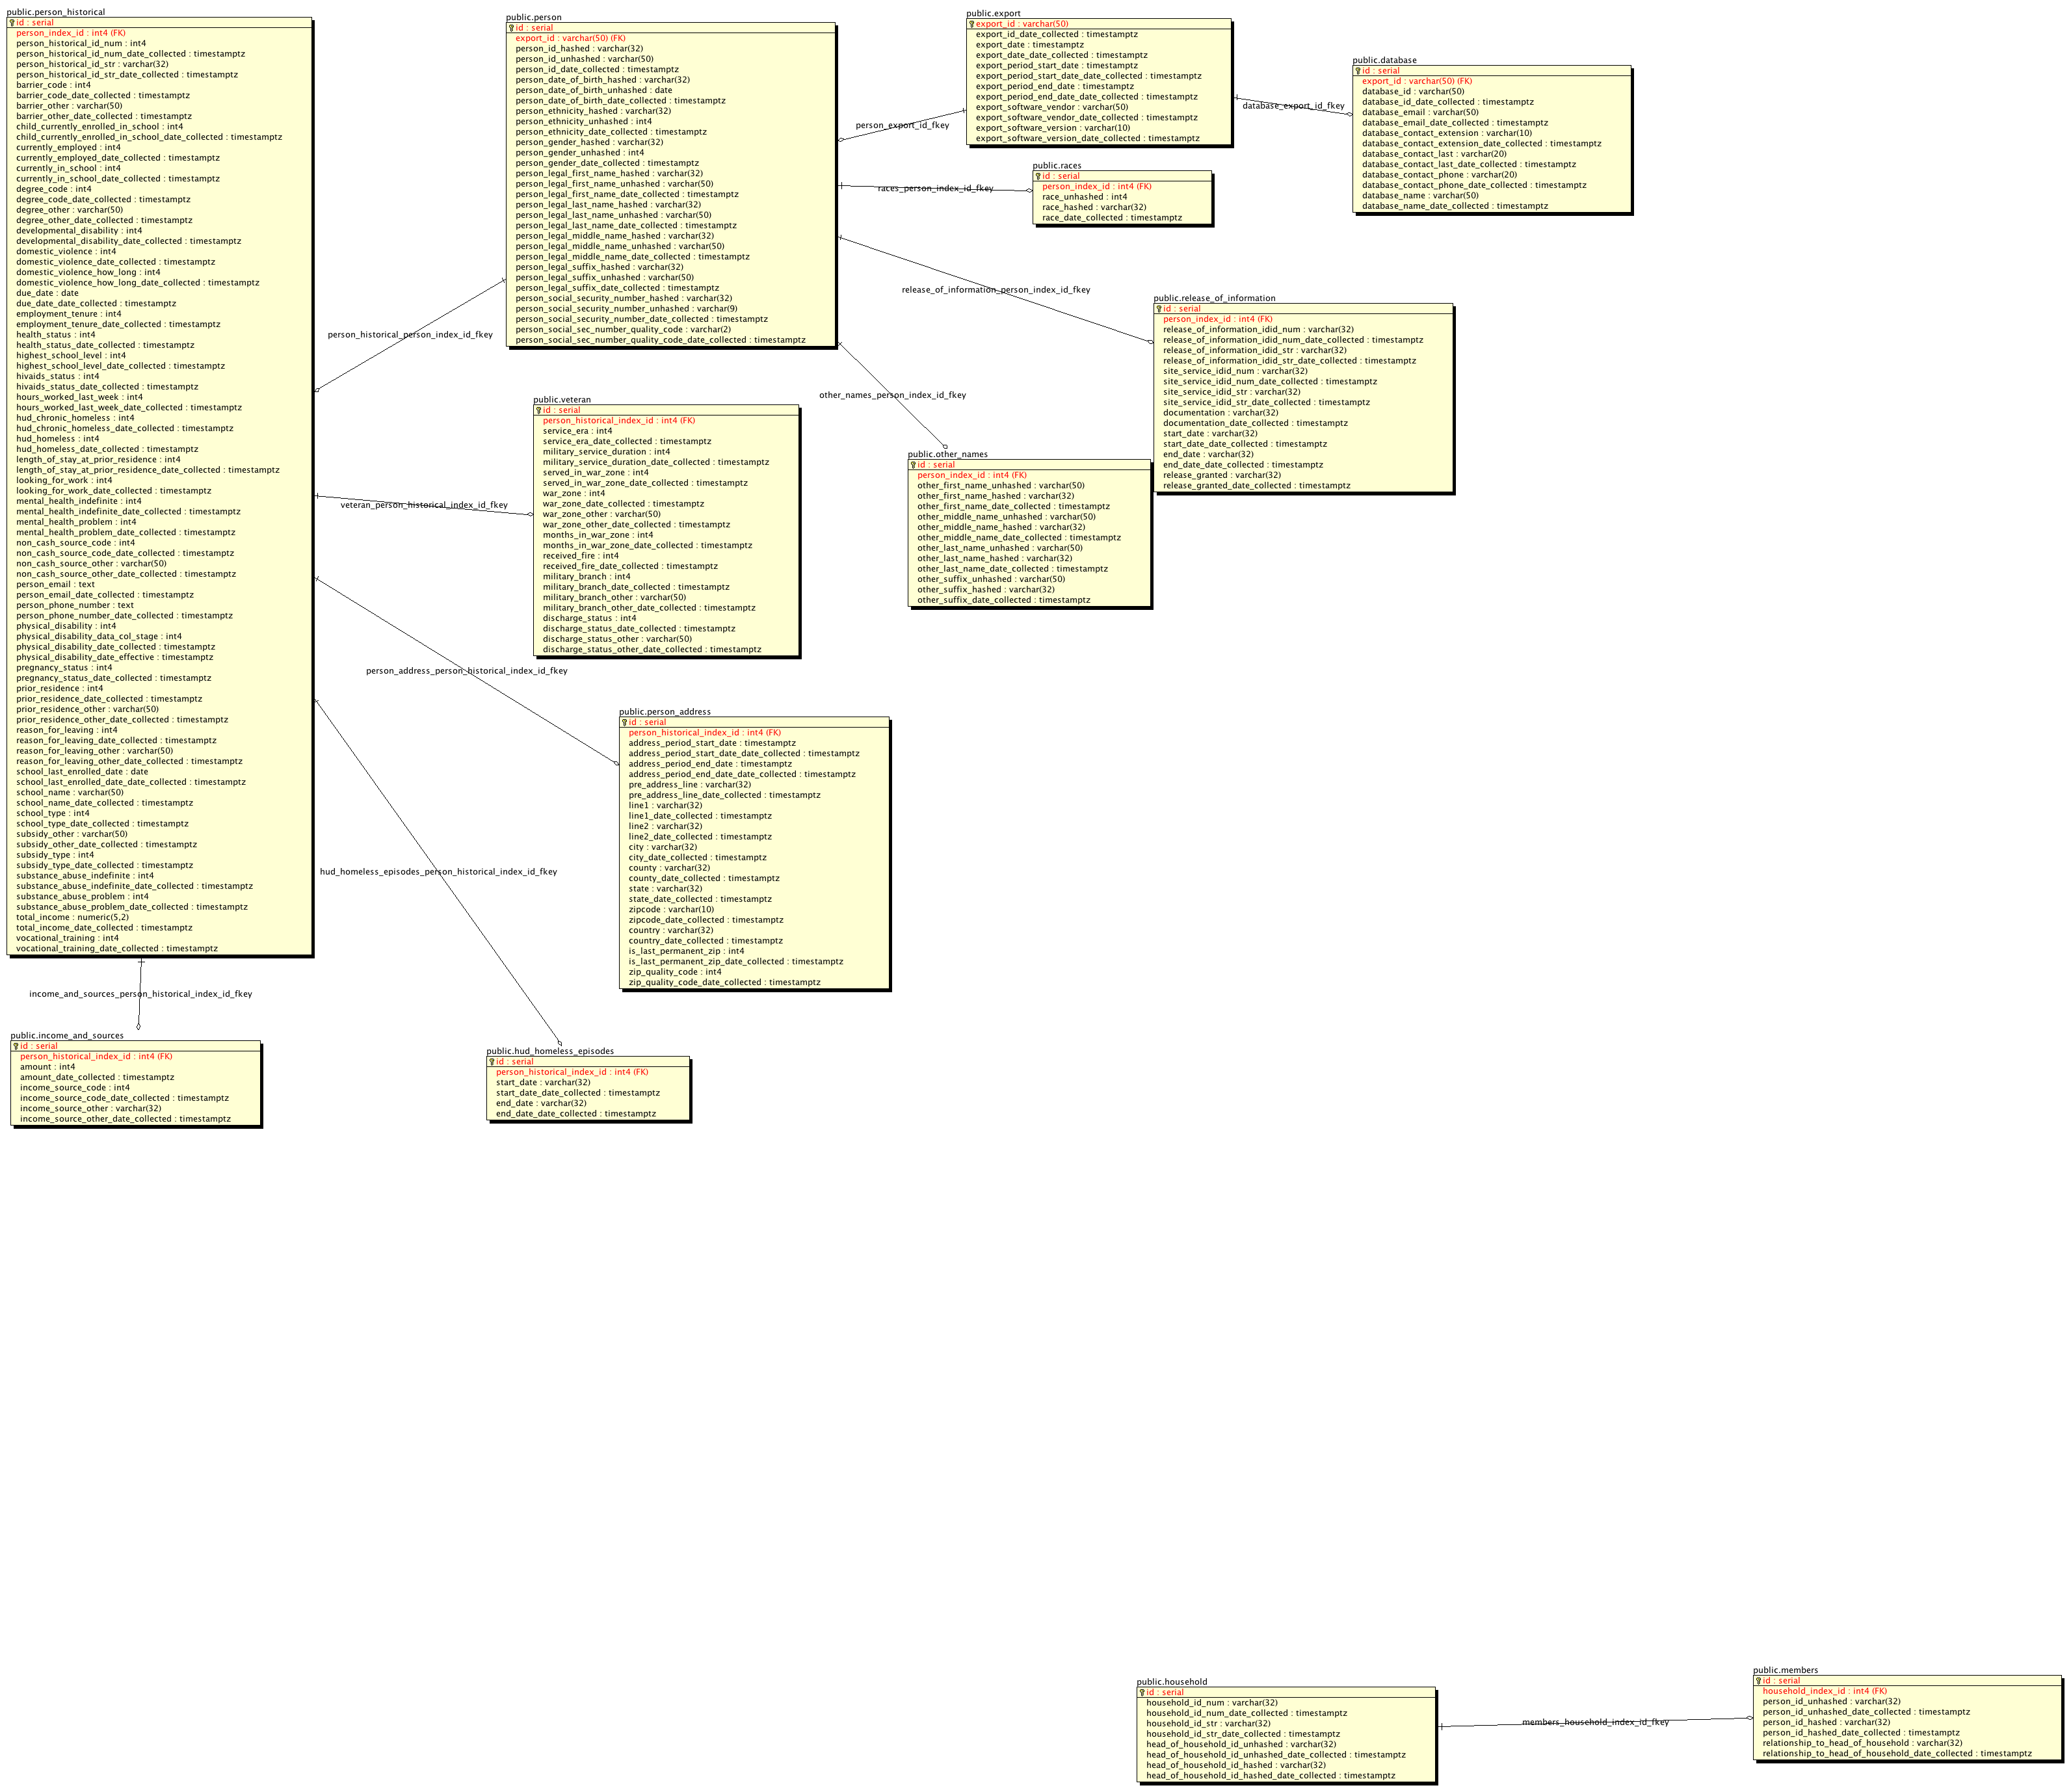 public.person_historical
id : serial
person_index_id : int4 (FK)
person_historical_id_num : int4
person_historical_id_num_date_collected : timestamptz
person_historical_id_str : varchar(32)
person_historical_id_str_date_collected : timestamptz
barrier_code : int4
barrier_code_date_collected : timestamptz
barrier_other : varchar(50)
barrier_other_date_collected : timestamptz
child_currently_enrolled_in_school : int4
child_currently_enrolled_in_school_date_collected : timestamptz
currently_employed : int4
currently_employed_date_collected : timestamptz
currently_in_school : int4
currently_in_school_date_collected : timestamptz
degree_code : int4
degree_code_date_collected : timestamptz
degree_other : varchar(50)
degree_other_date_collected : timestamptz
developmental_disability : int4
developmental_disability_date_collected : timestamptz
domestic_violence : int4
domestic_violence_date_collected : timestamptz
domestic_violence_how_long : int4
domestic_violence_how_long_date_collected : timestamptz
due_date : date
due_date_date_collected : timestamptz
employment_tenure : int4
employment_tenure_date_collected : timestamptz
health_status : int4
health_status_date_collected : timestamptz
highest_school_level : int4
highest_school_level_date_collected : timestamptz
hivaids_status : int4
hivaids_status_date_collected : timestamptz
hours_worked_last_week : int4
hours_worked_last_week_date_collected : timestamptz
hud_chronic_homeless : int4
hud_chronic_homeless_date_collected : timestamptz
hud_homeless : int4
hud_homeless_date_collected : timestamptz
length_of_stay_at_prior_residence : int4
length_of_stay_at_prior_residence_date_collected : timestamptz
looking_for_work : int4
looking_for_work_date_collected : timestamptz
mental_health_indefinite : int4
mental_health_indefinite_date_collected : timestamptz
mental_health_problem : int4
mental_health_problem_date_collected : timestamptz
non_cash_source_code : int4
non_cash_source_code_date_collected : timestamptz
non_cash_source_other : varchar(50)
non_cash_source_other_date_collected : timestamptz
person_email : text
person_email_date_collected : timestamptz
person_phone_number : text
person_phone_number_date_collected : timestamptz
physical_disability : int4
physical_disability_data_col_stage : int4
physical_disability_date_collected : timestamptz
physical_disability_date_effective : timestamptz
pregnancy_status : int4
pregnancy_status_date_collected : timestamptz
prior_residence : int4
prior_residence_date_collected : timestamptz
prior_residence_other : varchar(50)
prior_residence_other_date_collected : timestamptz
reason_for_leaving : int4
reason_for_leaving_date_collected : timestamptz
reason_for_leaving_other : varchar(50)
reason_for_leaving_other_date_collected : timestamptz
school_last_enrolled_date : date
school_last_enrolled_date_date_collected : timestamptz
school_name : varchar(50)
school_name_date_collected : timestamptz
school_type : int4
school_type_date_collected : timestamptz
subsidy_other : varchar(50)
subsidy_other_date_collected : timestamptz
subsidy_type : int4
subsidy_type_date_collected : timestamptz
substance_abuse_indefinite : int4
substance_abuse_indefinite_date_collected : timestamptz
substance_abuse_problem : int4
substance_abuse_problem_date_collected : timestamptz
total_income : numeric(5,2)
total_income_date_collected : timestamptz
vocational_training : int4
vocational_training_date_collected : timestamptz
public.person
id : serial
export_id : varchar(50) (FK)
person_id_hashed : varchar(32)
person_id_unhashed : varchar(50)
person_id_date_collected : timestamptz
person_date_of_birth_hashed : varchar(32)
person_date_of_birth_unhashed : date
person_date_of_birth_date_collected : timestamptz
person_ethnicity_hashed : varchar(32)
person_ethnicity_unhashed : int4
person_ethnicity_date_collected : timestamptz
person_gender_hashed : varchar(32)
person_gender_unhashed : int4
person_gender_date_collected : timestamptz
person_legal_first_name_hashed : varchar(32)
person_legal_first_name_unhashed : varchar(50)
person_legal_first_name_date_collected : timestamptz
person_legal_last_name_hashed : varchar(32)
person_legal_last_name_unhashed : varchar(50)
person_legal_last_name_date_collected : timestamptz
person_legal_middle_name_hashed : varchar(32)
person_legal_middle_name_unhashed : varchar(50)
person_legal_middle_name_date_collected : timestamptz
person_legal_suffix_hashed : varchar(32)
person_legal_suffix_unhashed : varchar(50)
person_legal_suffix_date_collected : timestamptz
person_social_security_number_hashed : varchar(32)
person_social_security_number_unhashed : varchar(9)
person_social_security_number_date_collected : timestamptz
person_social_sec_number_quality_code : varchar(2)
person_social_sec_number_quality_code_date_collected : timestamptz
public.export
export_id : varchar(50)
export_id_date_collected : timestamptz
export_date : timestamptz
export_date_date_collected : timestamptz
export_period_start_date : timestamptz
export_period_start_date_date_collected : timestamptz
export_period_end_date : timestamptz
export_period_end_date_date_collected : timestamptz
export_software_vendor : varchar(50)
export_software_vendor_date_collected : timestamptz
export_software_version : varchar(10)
export_software_version_date_collected : timestamptz
public.database
id : serial
export_id : varchar(50) (FK)
database_id : varchar(50)
database_id_date_collected : timestamptz
database_email : varchar(50)
database_email_date_collected : timestamptz
database_contact_extension : varchar(10)
database_contact_extension_date_collected : timestamptz
database_contact_last : varchar(20)
database_contact_last_date_collected : timestamptz
database_contact_phone : varchar(20)
database_contact_phone_date_collected : timestamptz
database_name : varchar(50)
database_name_date_collected : timestamptz
database_export_id_fkey
person_export_id_fkey
public.races
id : serial
person_index_id : int4 (FK)
race_unhashed : int4
race_hashed : varchar(32)
race_date_collected : timestamptz
races_person_index_id_fkey
release_of_information_person_index_id_fkey
public.release_of_information
id : serial
person_index_id : int4 (FK)
release_of_information_idid_num : varchar(32)
release_of_information_idid_num_date_collected : timestamptz
release_of_information_idid_str : varchar(32)
release_of_information_idid_str_date_collected : timestamptz
site_service_idid_num : varchar(32)
site_service_idid_num_date_collected : timestamptz
site_service_idid_str : varchar(32)
site_service_idid_str_date_collected : timestamptz
documentation : varchar(32)
documentation_date_collected : timestamptz
start_date : varchar(32)
start_date_date_collected : timestamptz
end_date : varchar(32)
end_date_date_collected : timestamptz
release_granted : varchar(32)
release_granted_date_collected : timestamptz
person_historical_person_index_id_fkey
other_names_person_index_id_fkey
public.veteran
id : serial
person_historical_index_id : int4 (FK)
service_era : int4
service_era_date_collected : timestamptz
military_service_duration : int4
military_service_duration_date_collected : timestamptz
served_in_war_zone : int4
served_in_war_zone_date_collected : timestamptz
war_zone : int4
war_zone_date_collected : timestamptz
war_zone_other : varchar(50)
war_zone_other_date_collected : timestamptz
months_in_war_zone : int4
months_in_war_zone_date_collected : timestamptz
received_fire : int4
received_fire_date_collected : timestamptz
military_branch : int4
military_branch_date_collected : timestamptz
military_branch_other : varchar(50)
military_branch_other_date_collected : timestamptz
discharge_status : int4
discharge_status_date_collected : timestamptz
discharge_status_other : varchar(50)
discharge_status_other_date_collected : timestamptz
public.other_names
id : serial
person_index_id : int4 (FK)
other_first_name_unhashed : varchar(50)
other_first_name_hashed : varchar(32)
other_first_name_date_collected : timestamptz
other_middle_name_unhashed : varchar(50)
other_middle_name_hashed : varchar(32)
other_middle_name_date_collected : timestamptz
other_last_name_unhashed : varchar(50)
other_last_name_hashed : varchar(32)
other_last_name_date_collected : timestamptz
other_suffix_unhashed : varchar(50)
other_suffix_hashed : varchar(32)
other_suffix_date_collected : timestamptz
veteran_person_historical_index_id_fkey
person_address_person_historical_index_id_fkey
public.person_address
id : serial
person_historical_index_id : int4 (FK)
address_period_start_date : timestamptz
address_period_start_date_date_collected : timestamptz
address_period_end_date : timestamptz
address_period_end_date_date_collected : timestamptz
pre_address_line : varchar(32)
pre_address_line_date_collected : timestamptz
line1 : varchar(32)
line1_date_collected : timestamptz
line2 : varchar(32)
line2_date_collected : timestamptz
city : varchar(32)
city_date_collected : timestamptz
county : varchar(32)
county_date_collected : timestamptz
state : varchar(32)
state_date_collected : timestamptz
zipcode : varchar(10)
zipcode_date_collected : timestamptz
country : varchar(32)
country_date_collected : timestamptz
is_last_permanent_zip : int4
is_last_permanent_zip_date_collected : timestamptz
zip_quality_code : int4
zip_quality_code_date_collected : timestamptz
hud_homeless_episodes_person_historical_index_id_fkey
income_and_sources_person_historical_index_id_fkey
public.income_and_sources
id : serial
person_historical_index_id : int4 (FK)
amount : int4
amount_date_collected : timestamptz
income_source_code : int4
income_source_code_date_collected : timestamptz
income_source_other : varchar(32)
income_source_other_date_collected : timestamptz
public.hud_homeless_episodes
id : serial
person_historical_index_id : int4 (FK)
start_date : varchar(32)
start_date_date_collected : timestamptz
end_date : varchar(32)
end_date_date_collected : timestamptz
public.household
id : serial
household_id_num : varchar(32)
household_id_num_date_collected : timestamptz
household_id_str : varchar(32)
household_id_str_date_collected : timestamptz
head_of_household_id_unhashed : varchar(32)
head_of_household_id_unhashed_date_collected : timestamptz
head_of_household_id_hashed : varchar(32)
head_of_household_id_hashed_date_collected : timestamptz
members_household_index_id_fkey
public.members
id : serial
household_index_id : int4 (FK)
person_id_unhashed : varchar(32)
person_id_unhashed_date_collected : timestamptz
person_id_hashed : varchar(32)
person_id_hashed_date_collected : timestamptz
relationship_to_head_of_household : varchar(32)
relationship_to_head_of_household_date_collected : timestamptz